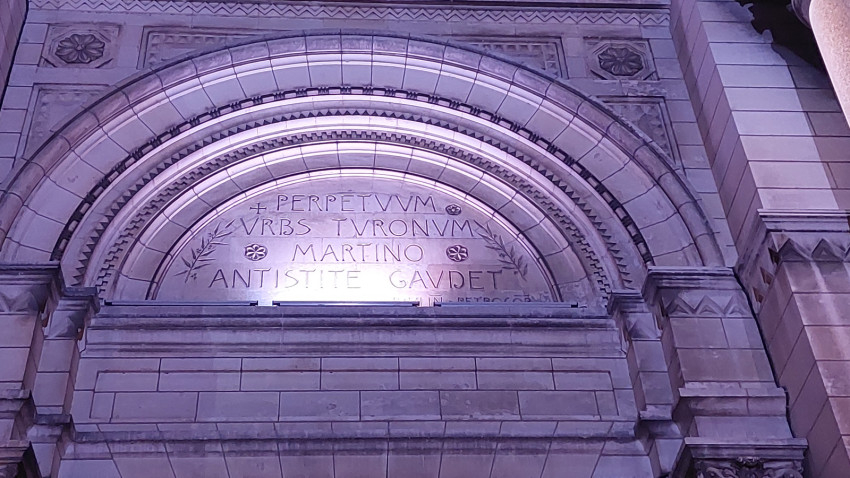 + PERPETVVM
VRBS TVRONVM
MARTINO
ANTISTITE GAVDET